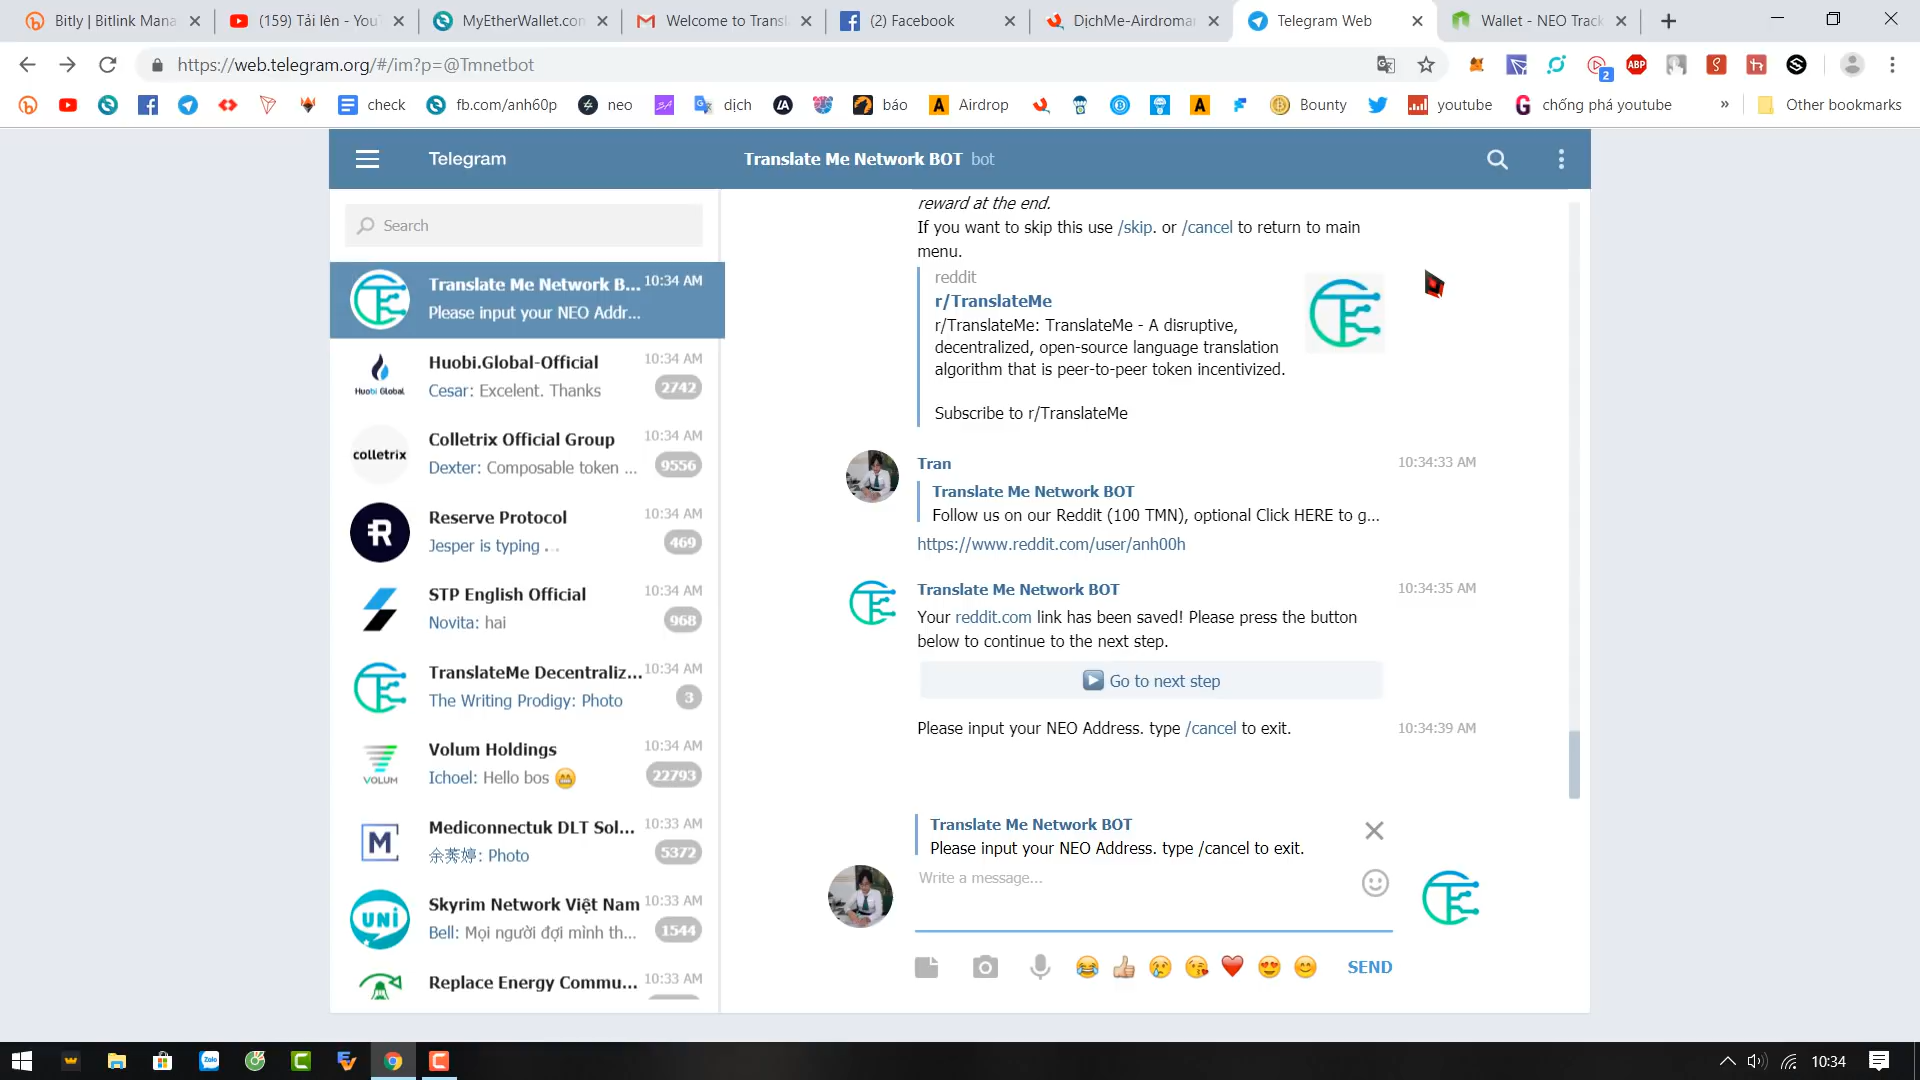 Bitly | Bitlink Mana
(159) Tải lên - You
MyEtherWallet.con
Welcome to Transl
(2) Facebook
DịchMe-Airdroman
Telegram Web
Wallet - NEO Track
https://web.telegram.org/#/im?p=@Tmnetbot
2
ABP
check
fb.com/anh60p
neo
dịch
báo
Airdrop
Bounty
youtube
chống phá youtube
»
Other bookmarks
Telegram
Translate Me Network BOT bot
Search
Translate Me Network B... 10:34 AM
Please input your NEO Addr...
Huobi.Global-Official 10:34 AM
Cesar: Excelent. Thanks 2742
Huobi Global
Colletrix Official Group 10:34 AM
Dexter: Composable token ... 9556
colletrix
Reserve Protocol 10:34 AM
Jesper is typing ... 469
STP English Official 10:34 AM
Novita: hai 968
TranslateMe Decentraliz... 10:34 AM
The Writing Prodigy: Photo 3
Volum Holdings 10:34 AM
Ichoel: Hello bos 😁 22793
VOLUM
Mediconnectuk DLT Sol... 10:33 AM
余莠婷: Photo 5372
M
Skyrim Network Việt Nam 10:33 AM
Bell: Mọi người đợi mình th... 1544
UNI
Replace Energy Commu... 10:33 AM
reward at the end.
If you want to skip this use /skip. or /cancel to return to main
menu.
reddit
r/TranslateMe
r/TranslateMe: TranslateMe - A disruptive,
decentralized, open-source language translation
algorithm that is peer-to-peer token incentivized.
Subscribe to r/TranslateMe
Tran 10:34:33 AM
Translate Me Network BOT
Follow us on our Reddit (100 TMN), optional Click HERE to g...
https://www.reddit.com/user/anh00h
Translate Me Network BOT 10:34:35 AM
Your reddit.com link has been saved! Please press the button
below to continue to the next step.
Go to next step
Please input your NEO Address. type /cancel to exit. 10:34:39 AM
Translate Me Network BOT
Please input your NEO Address. type /cancel to exit.
Write a message...
SEND
Zalo
10:34